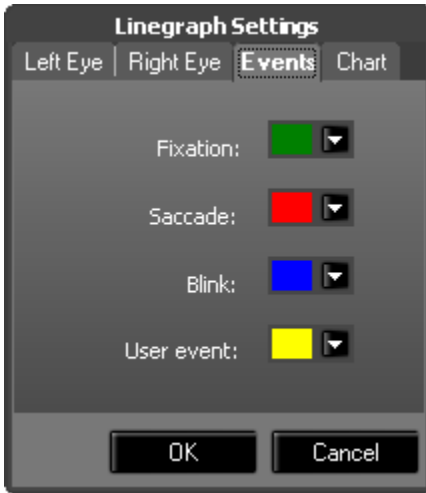 Linegraph Settings
Left Eye Right Eye Events Chart
Fixation:
Saccade:
Blink:
User event:
OK Cancel